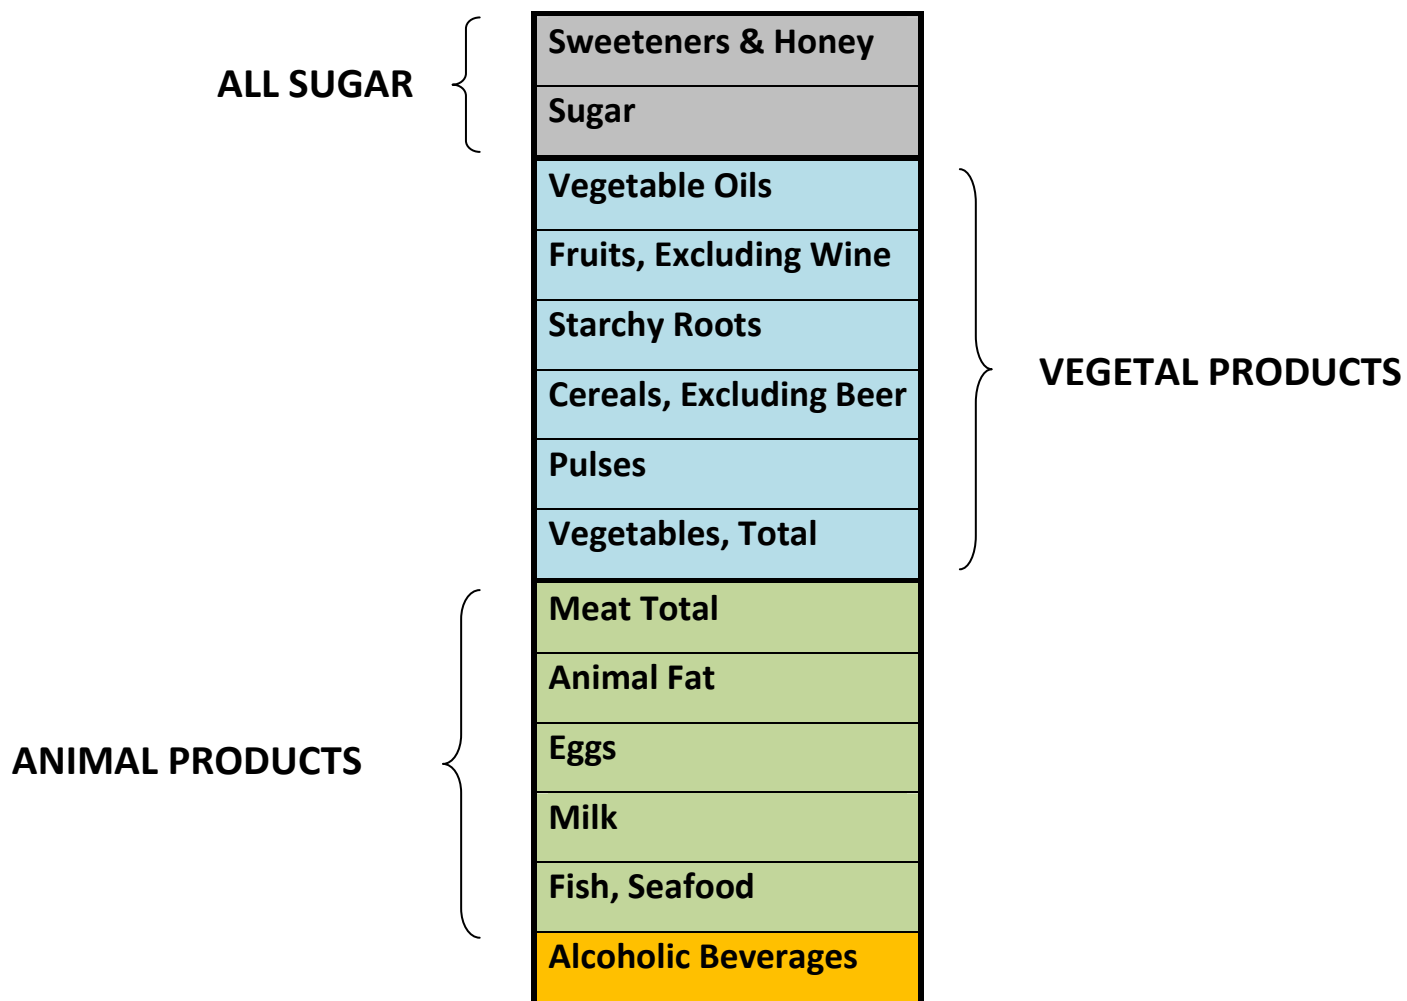 ALL SUGAR
Sweeteners & Honey
Sugar
Vegetable Oils
Fruits, Excluding Wine
Starchy Roots
Cereals, Excluding Beer
Pulses
Vegetables, Total
VEGETAL PRODUCTS
ANIMAL PRODUCTS
Meat Total
Animal Fat
Eggs
Milk
Fish, Seafood
Alcoholic Beverages